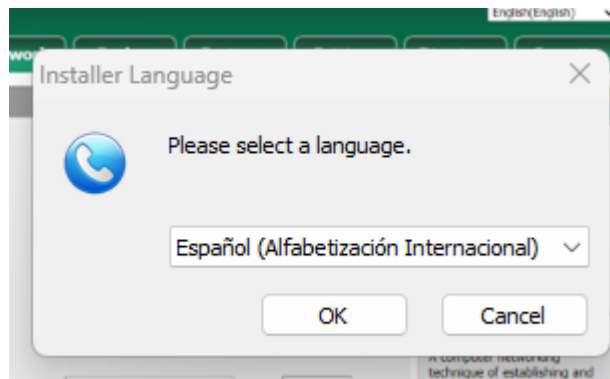 English(English)
Installer Language
Please select a language.
Español (Alfabetización Internacional)
OK
Cancel
A computer networking
technique of establishing and